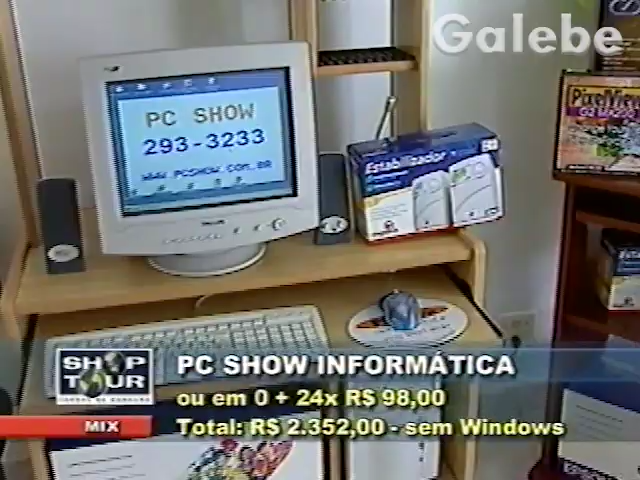 Galebe
PC SHOW
293-3233
WWW.PCSHOW.COM.BR
Estabilizador
PixelView
SHOP
TOUR
MIX
PC SHOW INFORMÁTICA
ou em 0 + 24x R$ 98,00
Total: R$ 2.352,00 - sem Windows